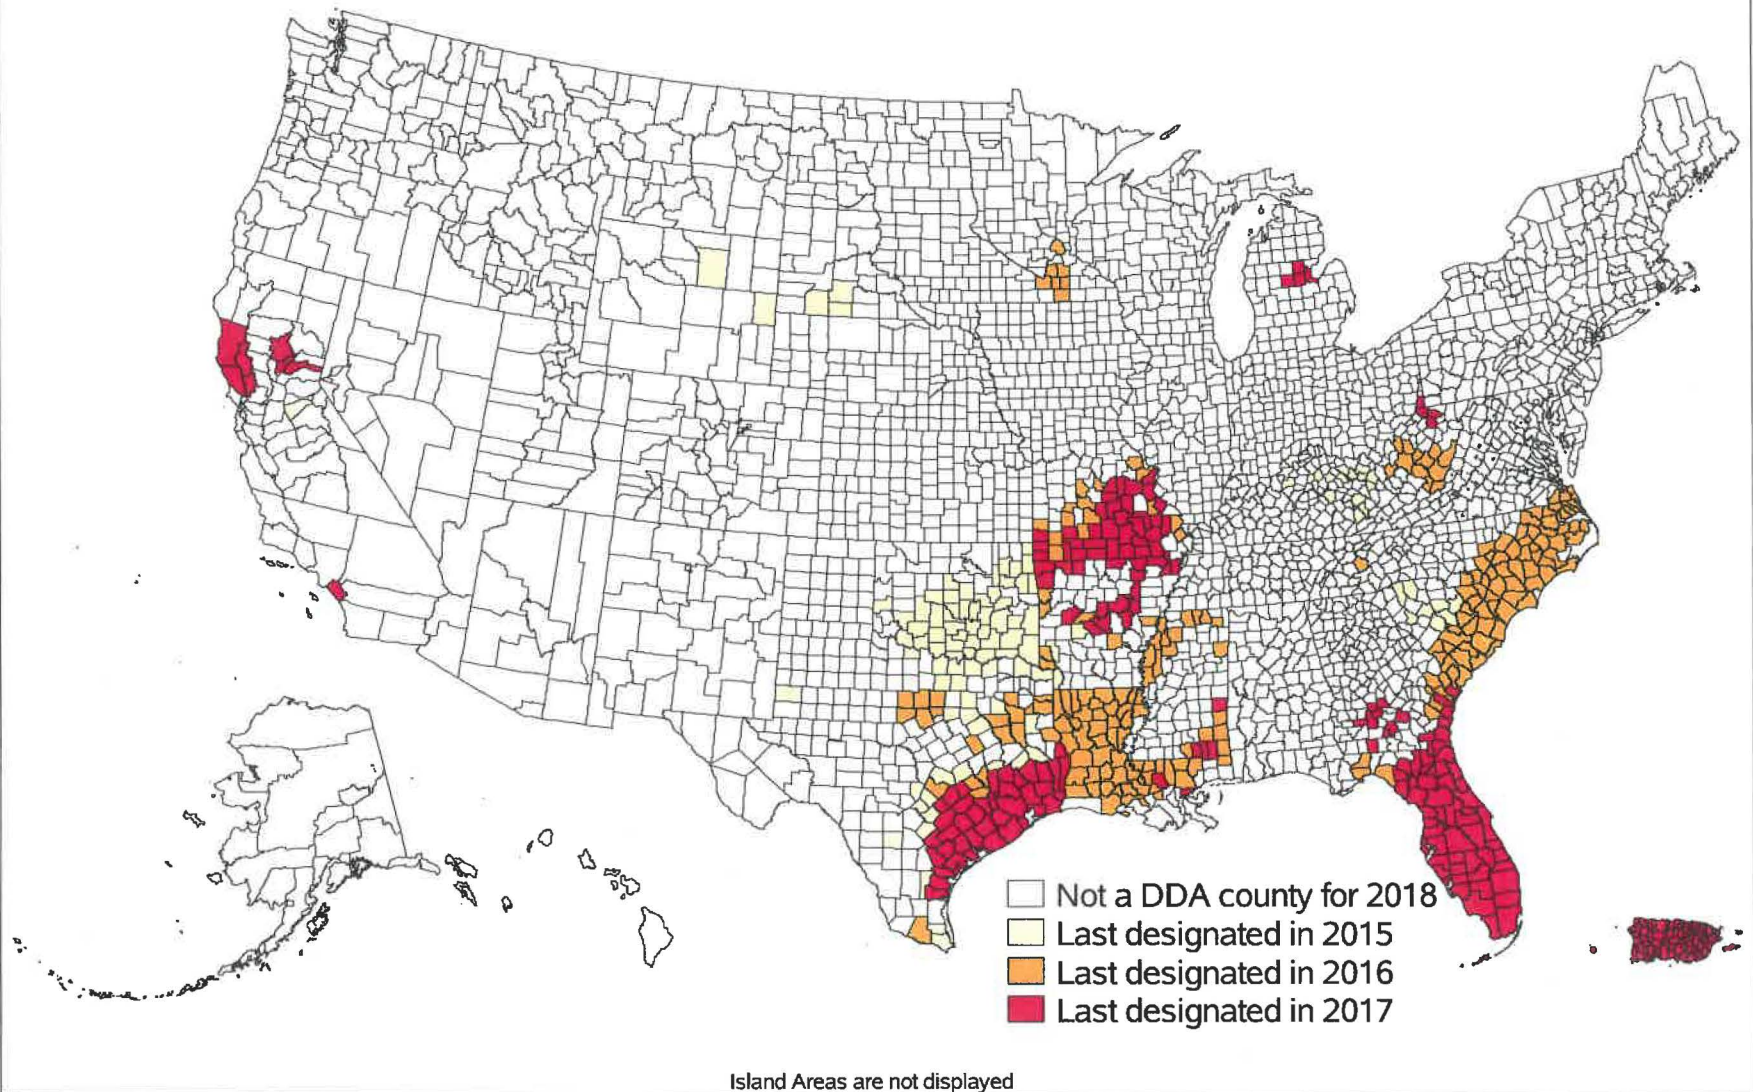 Not a DDA county for 2018
Last designated in 2015
Last designated in 2016
Last designated in 2017
Island Areas are not displayed